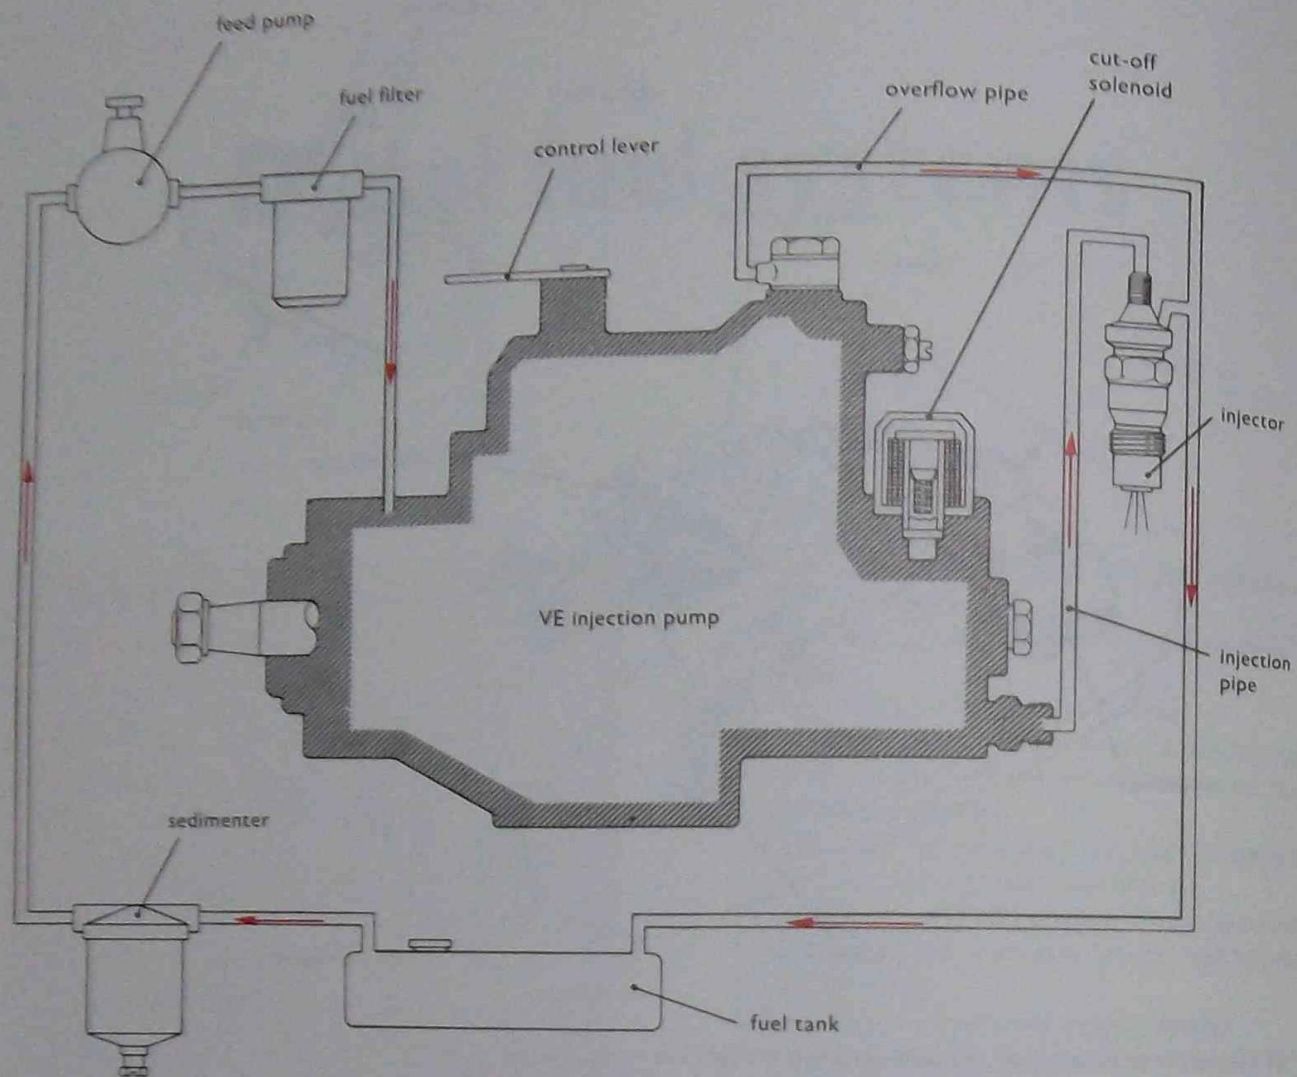 feed pump
fuel filter
control lever
overflow pipe
cut-off
solenoid
injector
VE injection pump
injection
pipe
sedimenter
fuel tank